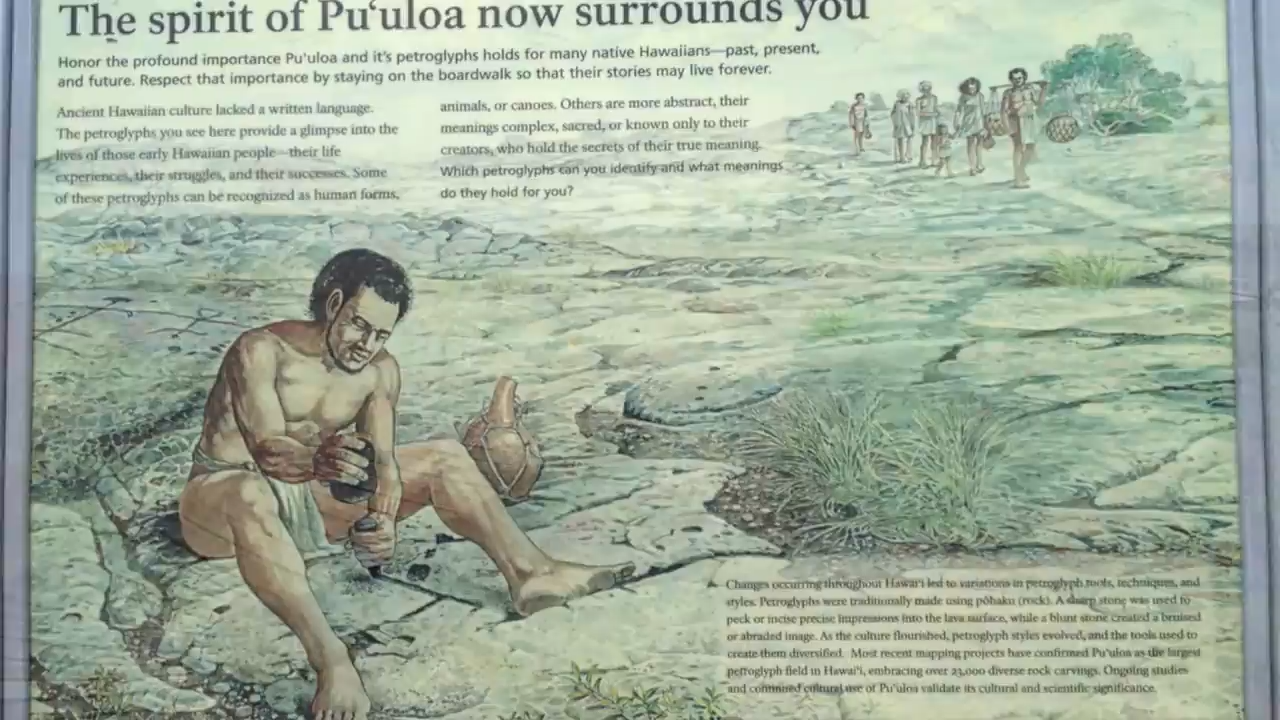 The spirit of Puʻuloa now surrounds you
Honor the profound importance Puʻuloa and it's petroglyphs holds for many native Hawaiians—past, present,
and future. Respect that importance by staying on the boardwalk so that their stories may live forever.
Ancient Hawaiian culture lacked a written language.
The petroglyphs you see here provide a glimpse into the
lives of those early Hawaiian people—their life
experiences, their struggles, and their successes. Some
of these petroglyphs can be recognized as human forms,
animals, or canoes. Others are more abstract, their
meanings complex, sacred, or known only to their
creators, who hold the secrets of their true meaning.
Which petroglyphs can you identify and what meanings
do they hold for you?
Changes occurring throughout Hawaiʻi led to variations in petroglyph tools, techniques, and
styles. Petroglyphs were traditionally made using pōhaku (rock). A sharp stone was used to
peck or incise precise impressions into the lava surface, while a blunt stone created a bruised
or abraded image. As the culture flourished, petroglyph styles evolved, and the tools used to
create them diversified. Most recent mapping projects have confirmed Puʻuloa as the largest
petroglyph field in Hawaiʻi, embracing over 23,000 diverse rock carvings. Ongoing studies
and continued cultural use of Puʻuloa validate its cultural and scientific significance.